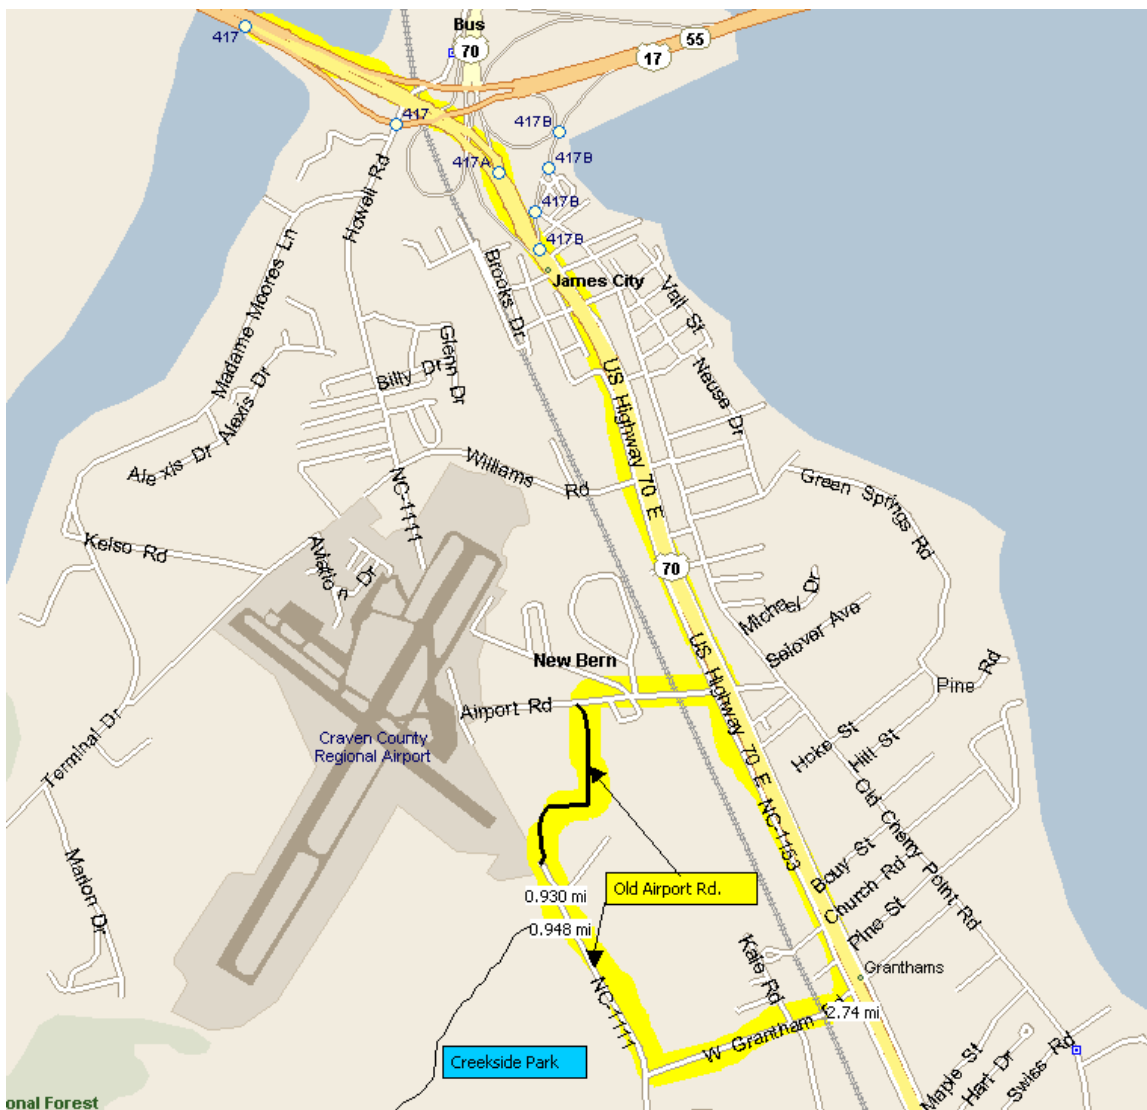 Bus
417
70
55
17
417
417B
417A
417B
417B
417B
Howell Rd
James City
Brooks Dr
Vail St
Madame Moores Ln
Glenn Dr
Billy Dr
Neuse Dr
US Highway 70 E
Alexis Dr
Alexis Dr
Williams Rd
Green Springs Rd
NC-1111
Kelso Rd
Aviation Dr
70
Michael Dr
Selover Ave
New Bern
US Highway 70 E
Pine Rd
Airport Rd
Terminal Dr
Craven County
Regional Airport
Hoke St
Hill St
Old Cherry Point Rd
NC-1153
Bouy St
Church Rd
Marion Dr
0.930 mi
Old Airport Rd.
Pine St
0.948 mi
Kale Rd
Granthams
NC-1111
2.74 mi
W Grantham
Creekside Park
Maple St
Hart Dr
Swiss Rd
onal Forest